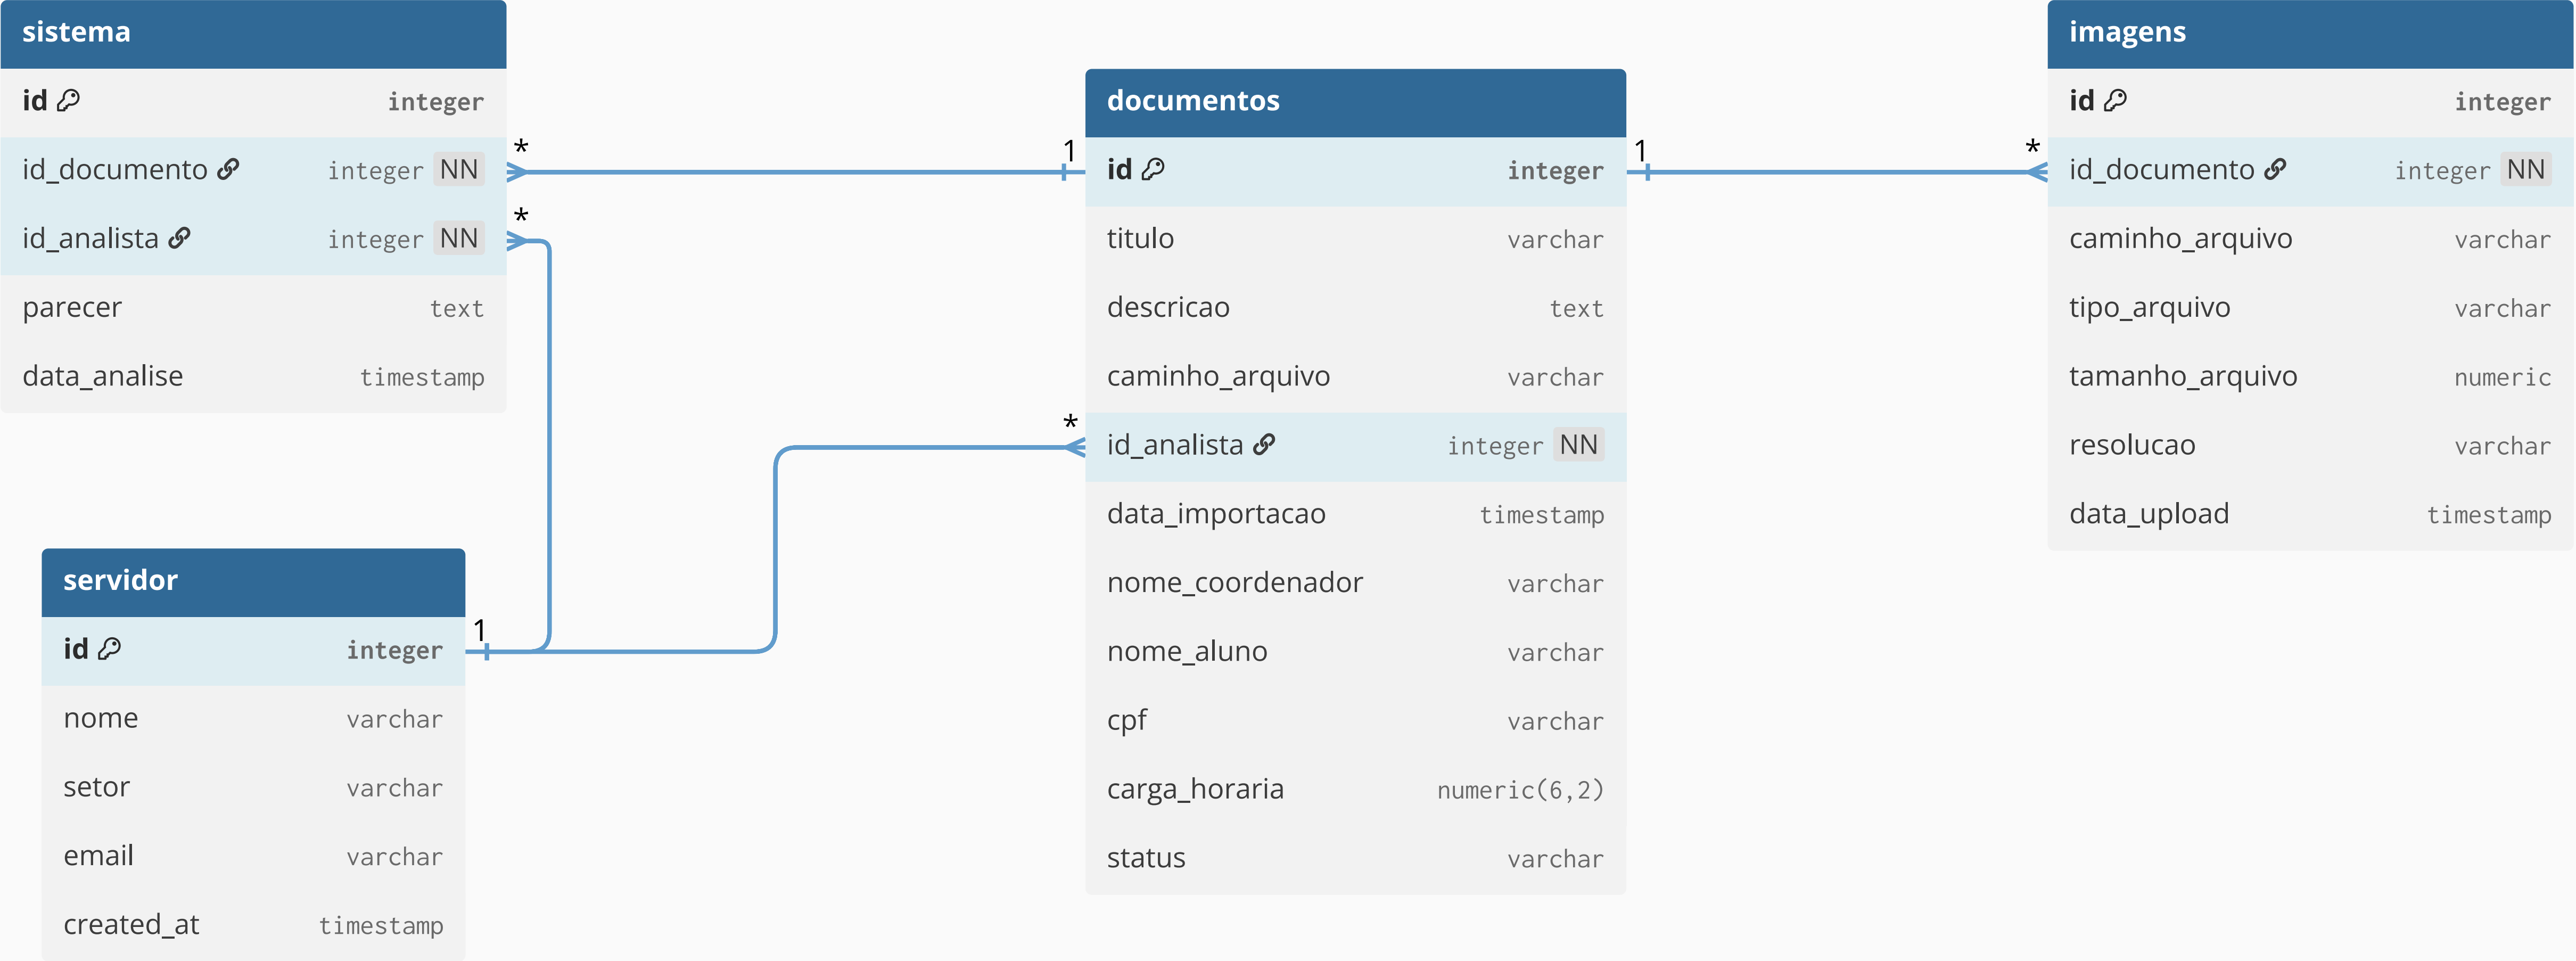 sistema
id integer
id_documento integer NN
id_analista integer NN
parecer text
data_analise timestamp
*
*
servidor
id integer
nome varchar
setor varchar
email varchar
created_at timestamp
1
documentos
id integer
titulo varchar
descricao text
caminho_arquivo varchar
id_analista integer NN
data_importacao timestamp
nome_coordenador varchar
nome_aluno varchar
cpf varchar
carga_horaria numeric(6,2)
status varchar
1
1
*
imagens
id integer
id_documento integer NN
caminho_arquivo varchar
tipo_arquivo varchar
tamanho_arquivo numeric
resolucao varchar
data_upload timestamp
*